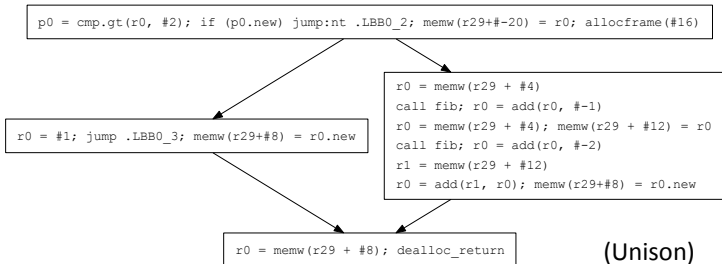 p0 = cmp.gt(r0, #2); if (p0.new) jump:nt .LBB0_2; memw(r29+#-20) = r0; allocframe(#16)
r0 = #1; jump .LBB0_3; memw(r29+#8) = r0.new
r0 = memw(r29 + #4)
call fib; r0 = add(r0, #-1)
r0 = memw(r29 + #4); memw(r29 + #12) = r0
call fib; r0 = add(r0, #-2)
r1 = memw(r29 + #12)
r0 = add(r1, r0); memw(r29+#8) = r0.new
r0 = memw(r29 + #8); dealloc_return
(Unison)